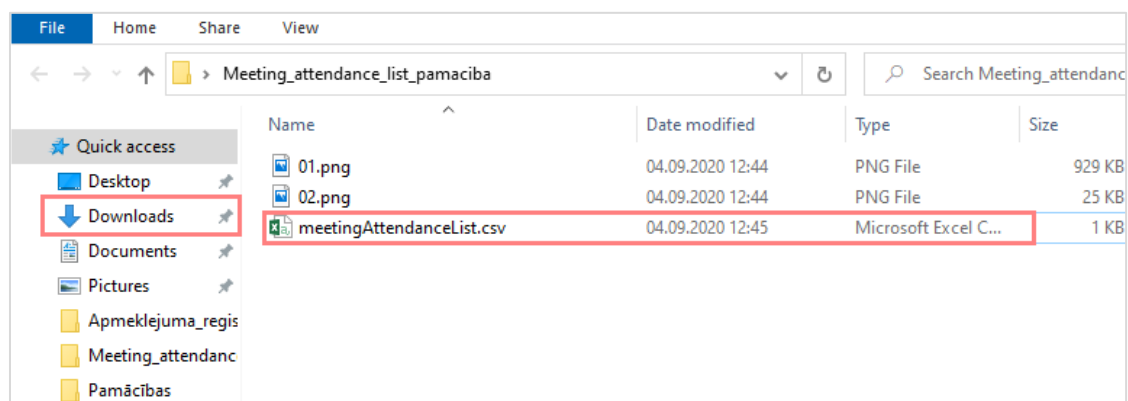 File Home Share View
Meeting_attendance_list_pamaciba
Search Meeting_attendanc
Name Date modified Type Size
Quick access
01.png 04.09.2020 12:44 PNG File 929 KB
Desktop
02.png 04.09.2020 12:44 PNG File 25 KB
Downloads
meetingAttendanceList.csv 04.09.2020 12:45 Microsoft Excel C... 1 KB
Documents
Pictures
Apmeklejuma_regis
Meeting_attendanc
Pamācības